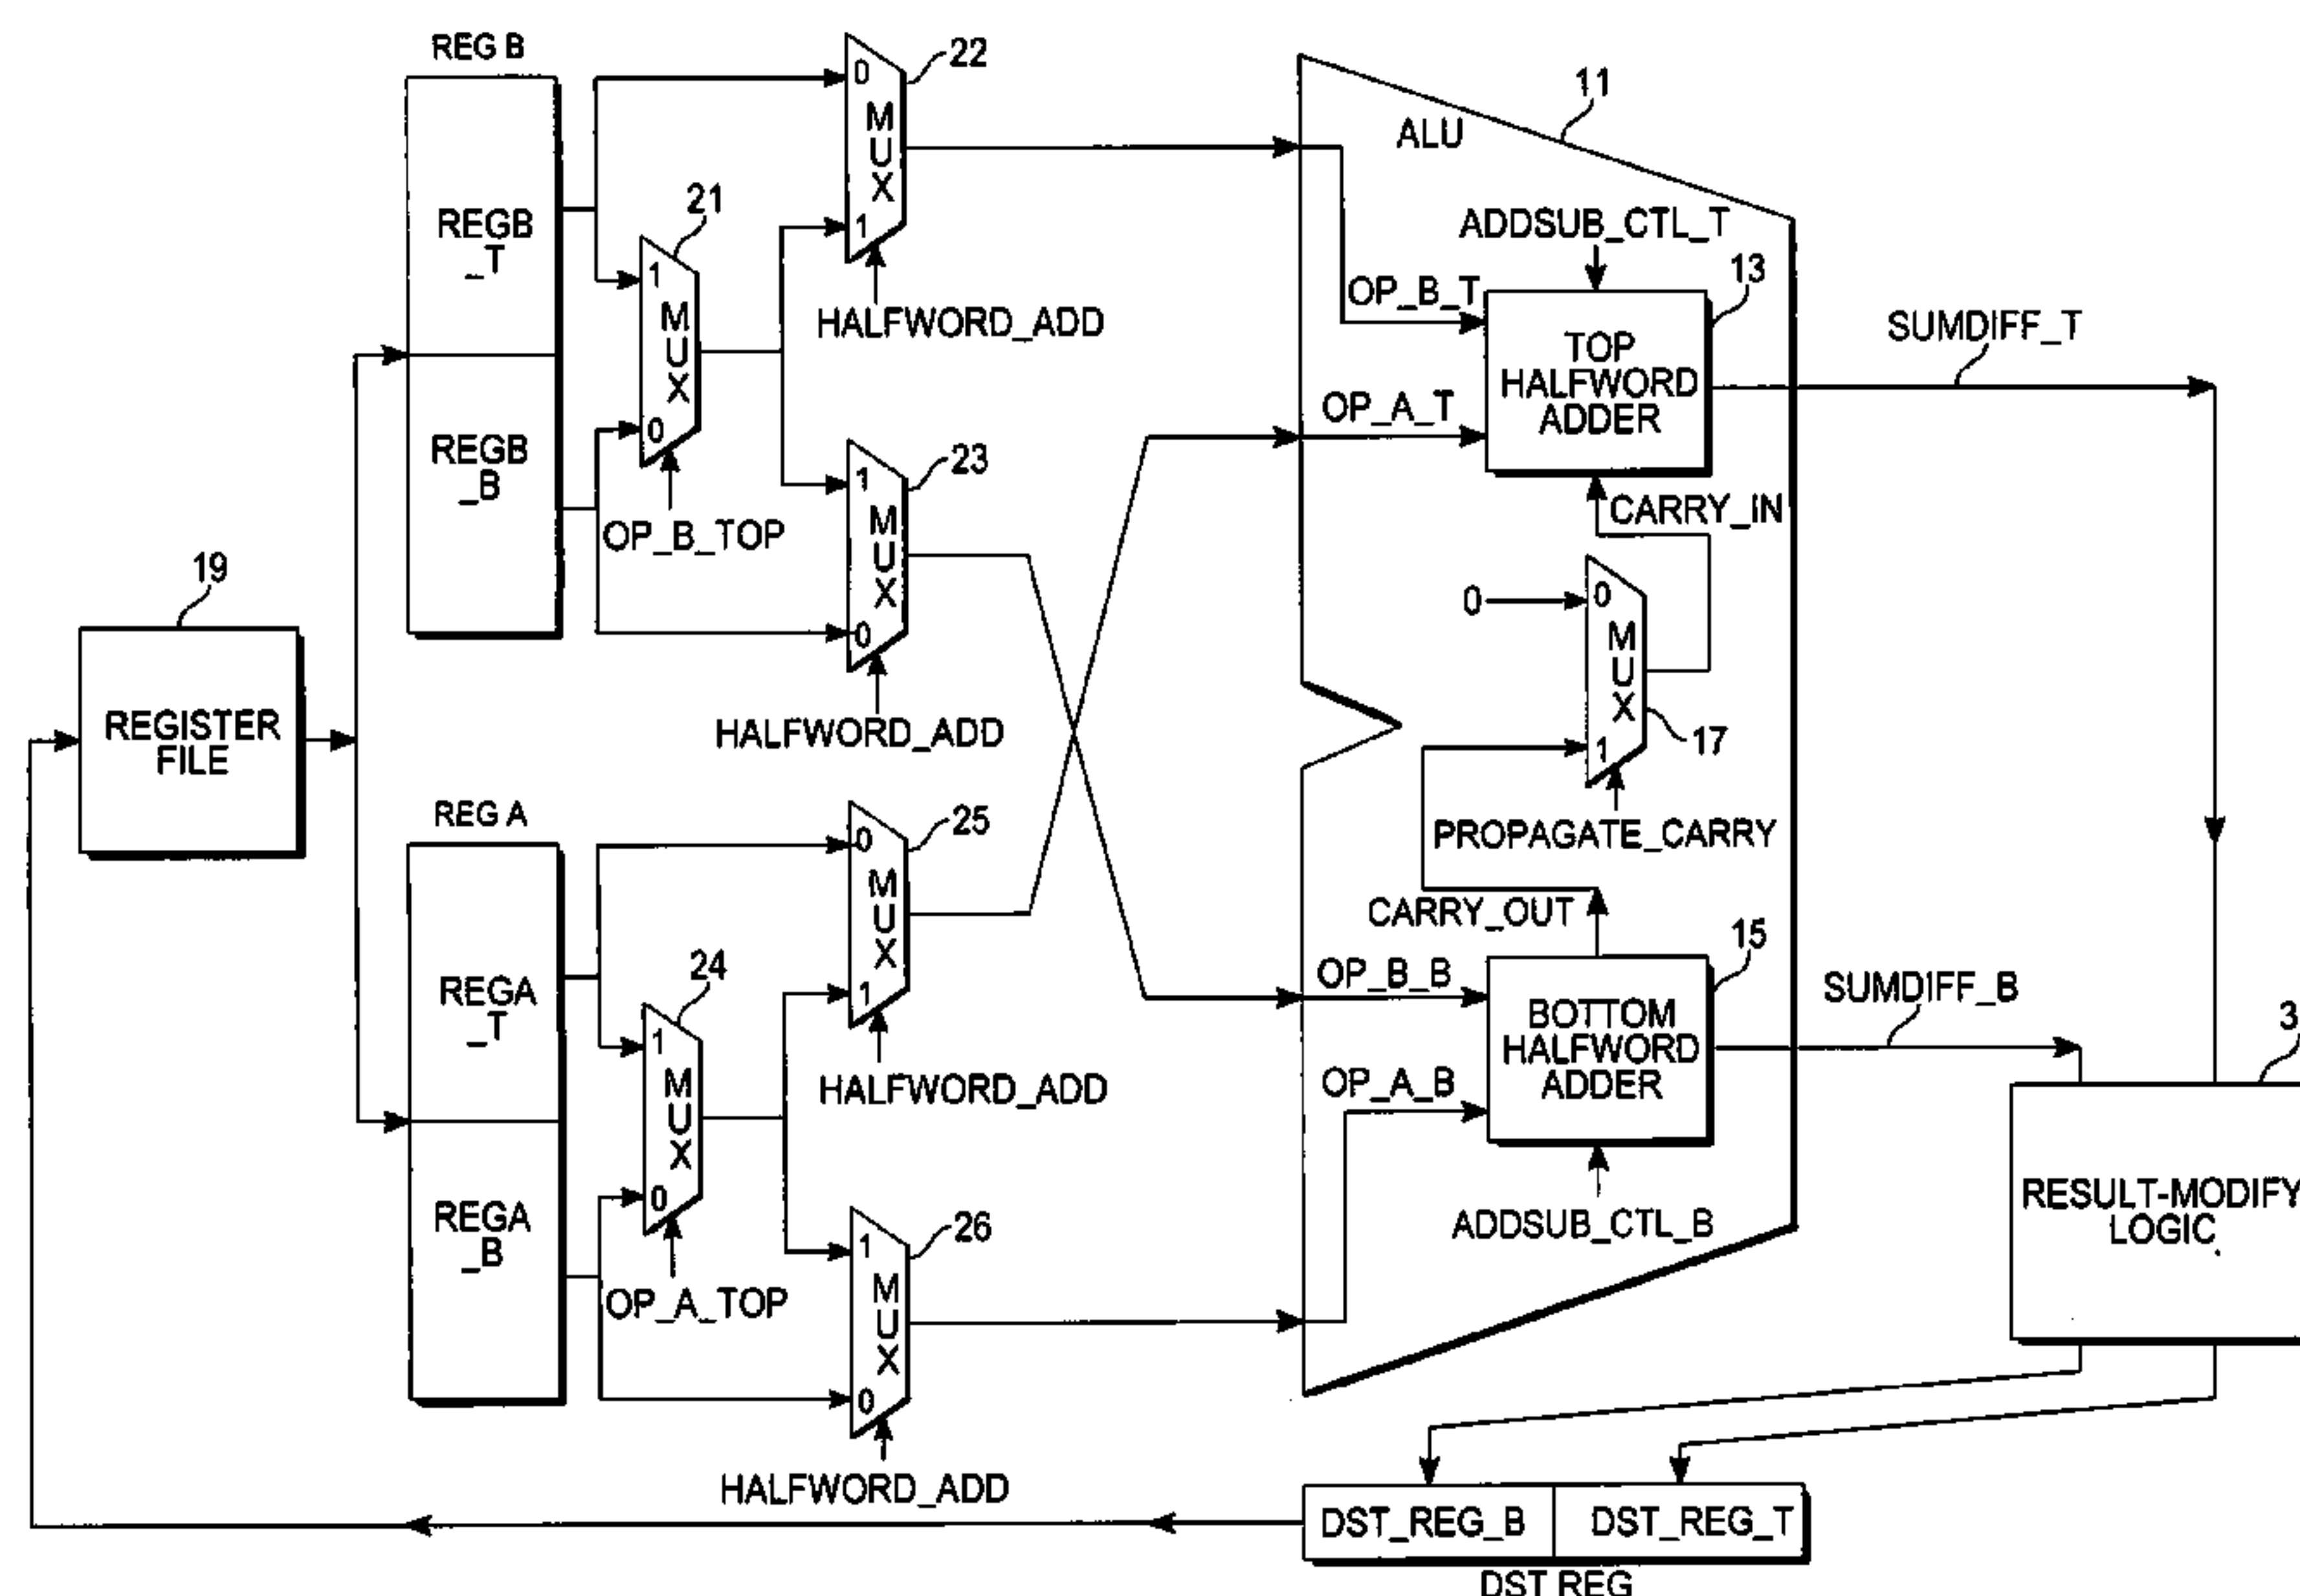 REG B
REGB
_T
REGB
_B
21
1
MUX
0
OP_B_TOP
22
0
MUX
1
HALFWORD_ADD
23
1
MUX
0
HALFWORD_ADD
19
REGISTER
FILE
REG A
REGA
_T
REGA
_B
24
1
MUX
0
OP_A_TOP
25
0
MUX
1
HALFWORD_ADD
26
1
MUX
0
HALFWORD_ADD
11
ALU
ADDSUB_CTL_T
13
OP_B_T
TOP
HALFWORD
ADDER
OP_A_T
CARRY_IN
0
0
MUX
1
17
PROPAGATE_CARRY
CARRY_OUT
15
OP_B_B
BOTTOM
HALFWORD
ADDER
OP_A_B
ADDSUB_CTL_B
SUMDIFF_T
SUMDIFF_B
3
RESULT-MODIFY
LOGIC
DST_REG_B
DST_REG_T
DST REG